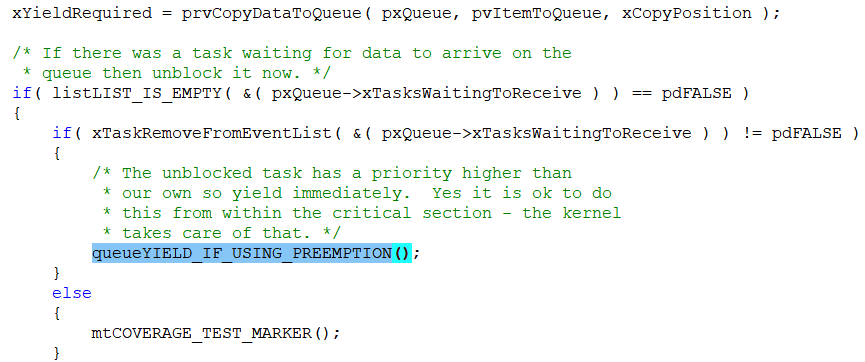 xYieldRequired = prvCopyDataToQueue( pxQueue, pvItemToQueue, xCopyPosition );
/* If there was a task waiting for data to arrive on the
* queue then unblock it now. */
if( listLIST_IS_EMPTY( &( pxQueue->xTasksWaitingToReceive ) ) == pdFALSE )
{
if( xTaskRemoveFromEventList( &( pxQueue->xTasksWaitingToReceive ) ) != pdFALSE )
{
/* The unblocked task has a priority higher than
* our own so yield immediately.  Yes it is ok to do
* this from within the critical section - the kernel
* takes care of that. */
queueYIELD_IF_USING_PREEMPTION();
}
else
{
mtCOVERAGE_TEST_MARKER();
}